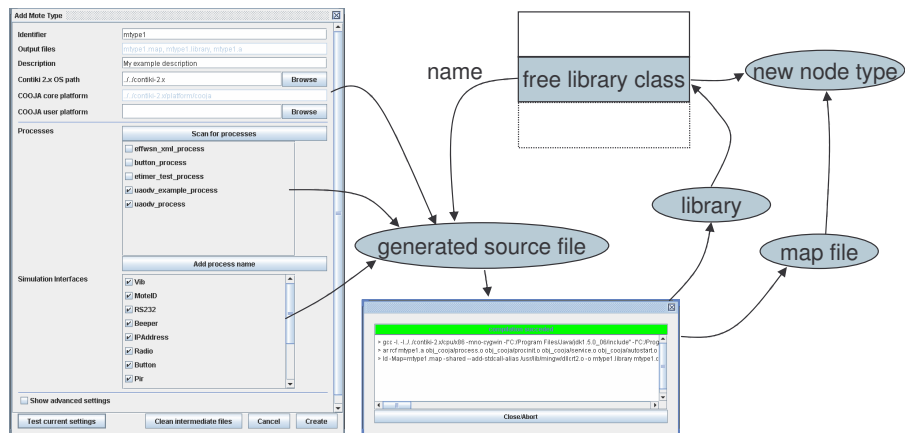 Add Mote Type
Identifier
mtype1
Output files
mtype1.map, mtype1.library, mtype1.a
Description
My example description
Contiki 2.x OS path
Browse
COOJA core platform
COOJA user platform
Browse
Processes
Scan for processes
effwsn_xml_process
button_process
etimer_test_process
uaodv_example_process
uaodv_process
Add process name
Simulation Interfaces
Vib
MoteID
RS232
Beeper
IPAddress
Radio
Button
Pir
Show advanced settings
Test current settings
Clean intermediate files
Cancel
Create
name
free library class
new node type
library
map file
generated source file
Close/Abort